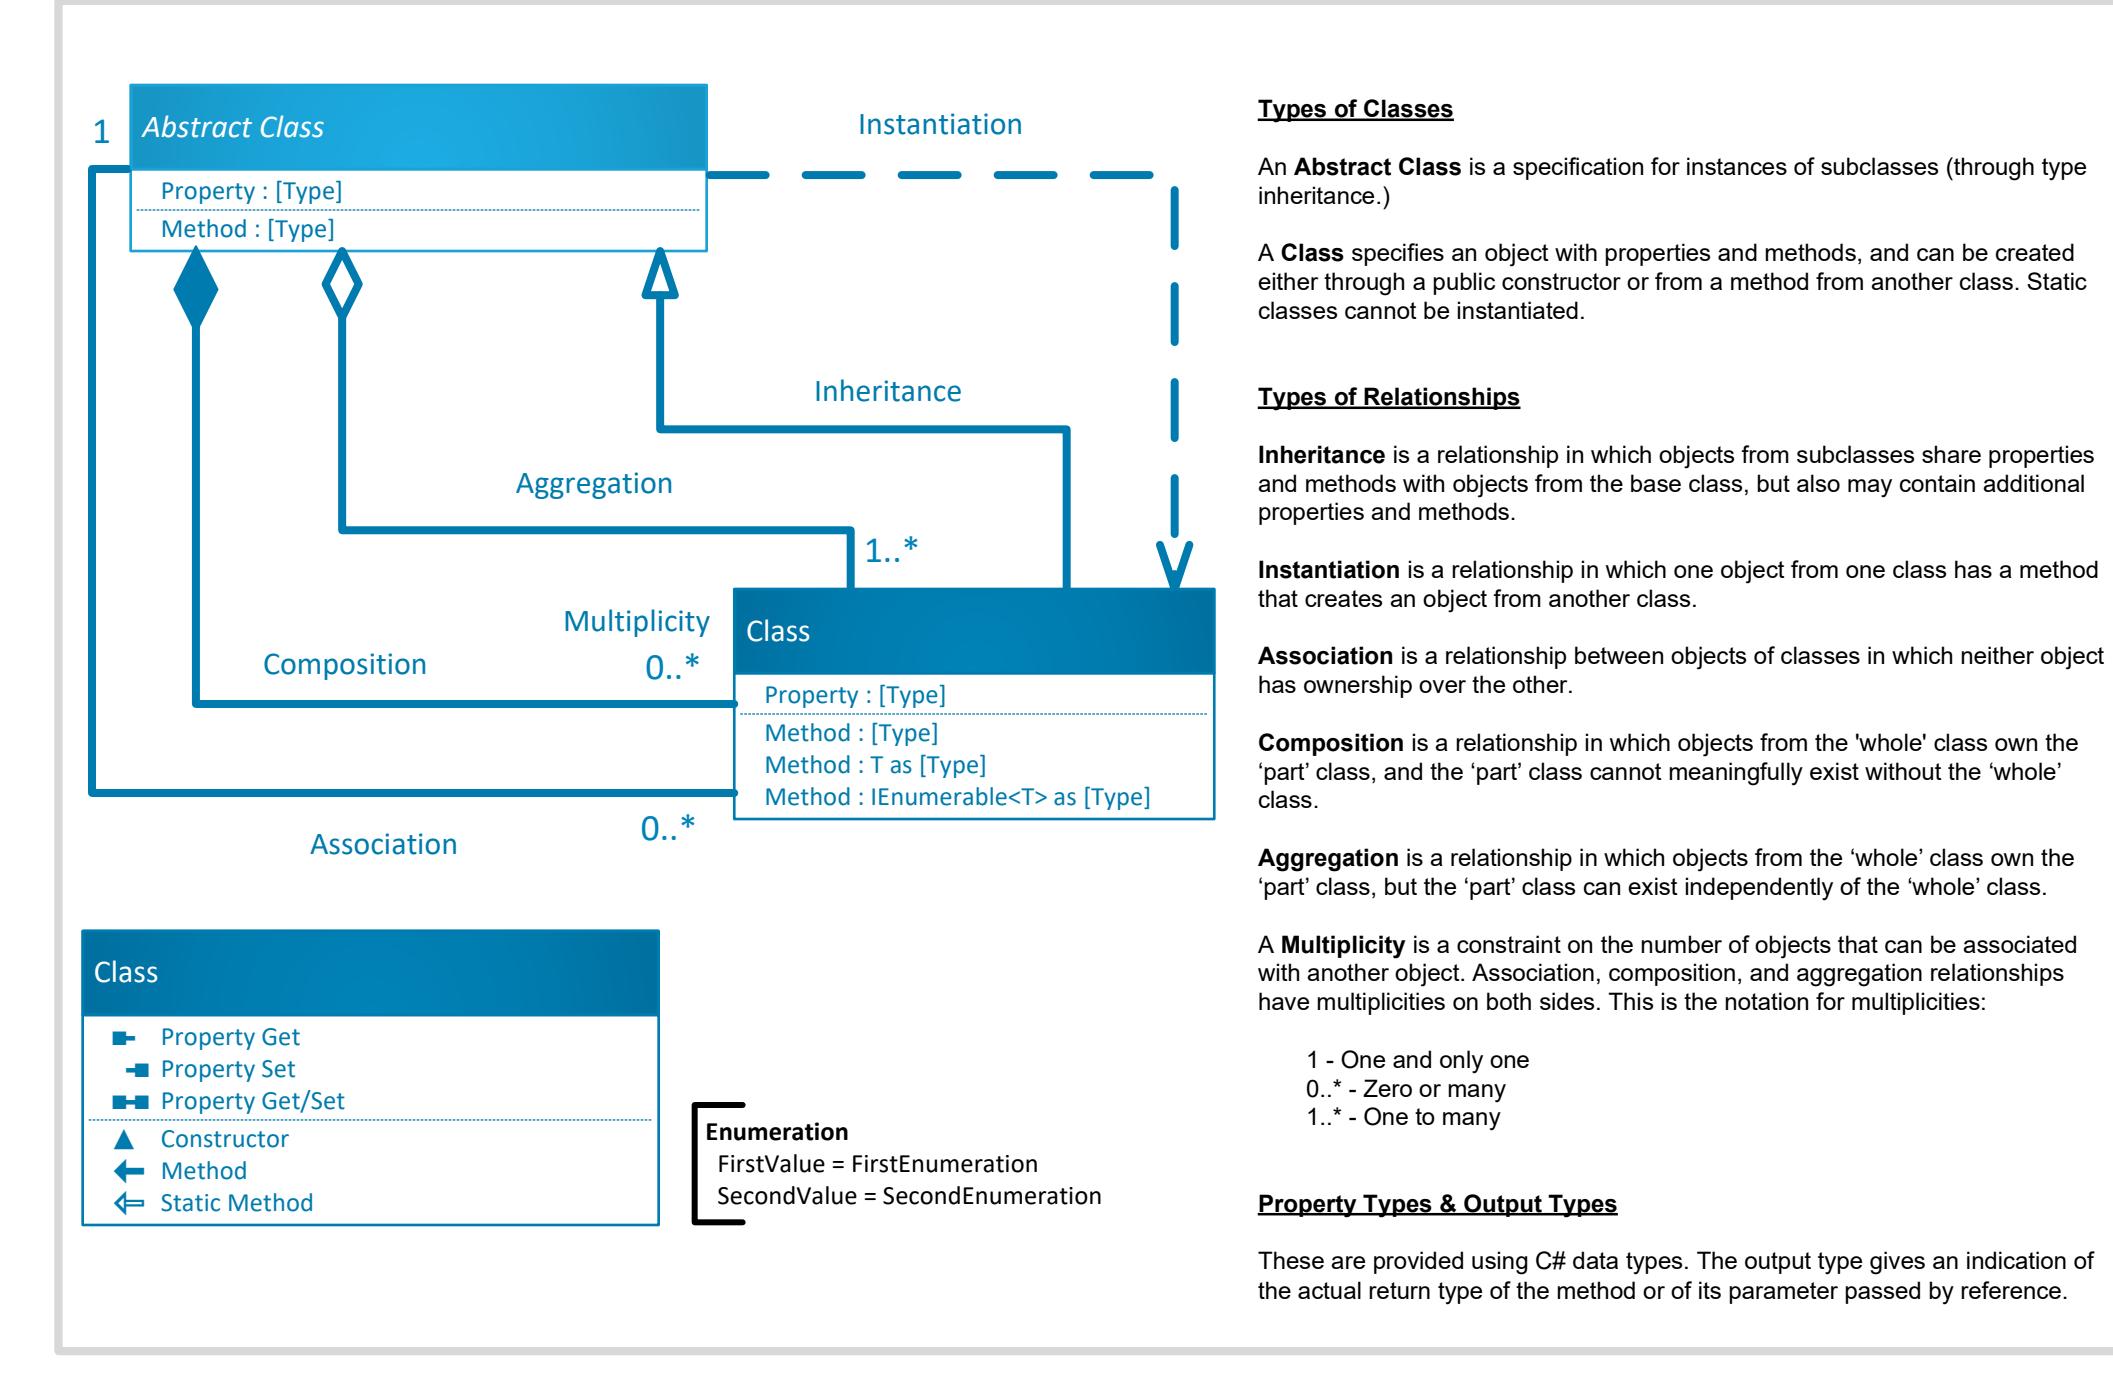 1
Abstract Class
Property : [Type]
Method : [Type]
Instantiation
Inheritance
Aggregation
1..*
Multiplicity
0..*
Composition
Class
Property : [Type]
Method : [Type]
Method : T as [Type]
Method : IEnumerable<T> as [Type]
0..*
Association
Class
Property Get
Property Set
Property Get/Set
Constructor
Method
Static Method
Enumeration
FirstValue = FirstEnumeration
SecondValue = SecondEnumeration
Types of Classes
An Abstract Class is a specification for instances of subclasses (through type
inheritance.)
A Class specifies an object with properties and methods, and can be created
either through a public constructor or from a method from another class. Static
classes cannot be instantiated.
Types of Relationships
Inheritance is a relationship in which objects from subclasses share properties
and methods with objects from the base class, but also may contain additional
properties and methods.
Instantiation is a relationship in which one object from one class has a method
that creates an object from another class.
Association is a relationship between objects of classes in which neither object
has ownership over the other.
Composition is a relationship in which objects from the 'whole' class own the
‘part’ class, and the ‘part’ class cannot meaningfully exist without the ‘whole’
class.
Aggregation is a relationship in which objects from the ‘whole’ class own the
‘part’ class, but the ‘part’ class can exist independently of the ‘whole’ class.
A Multiplicity is a constraint on the number of objects that can be associated
with another object. Association, composition, and aggregation relationships
have multiplicities on both sides. This is the notation for multiplicities:
1 - One and only one
0..* - Zero or many
1..* - One to many
Property Types & Output Types
These are provided using C# data types. The output type gives an indication of
the actual return type of the method or of its parameter passed by reference.